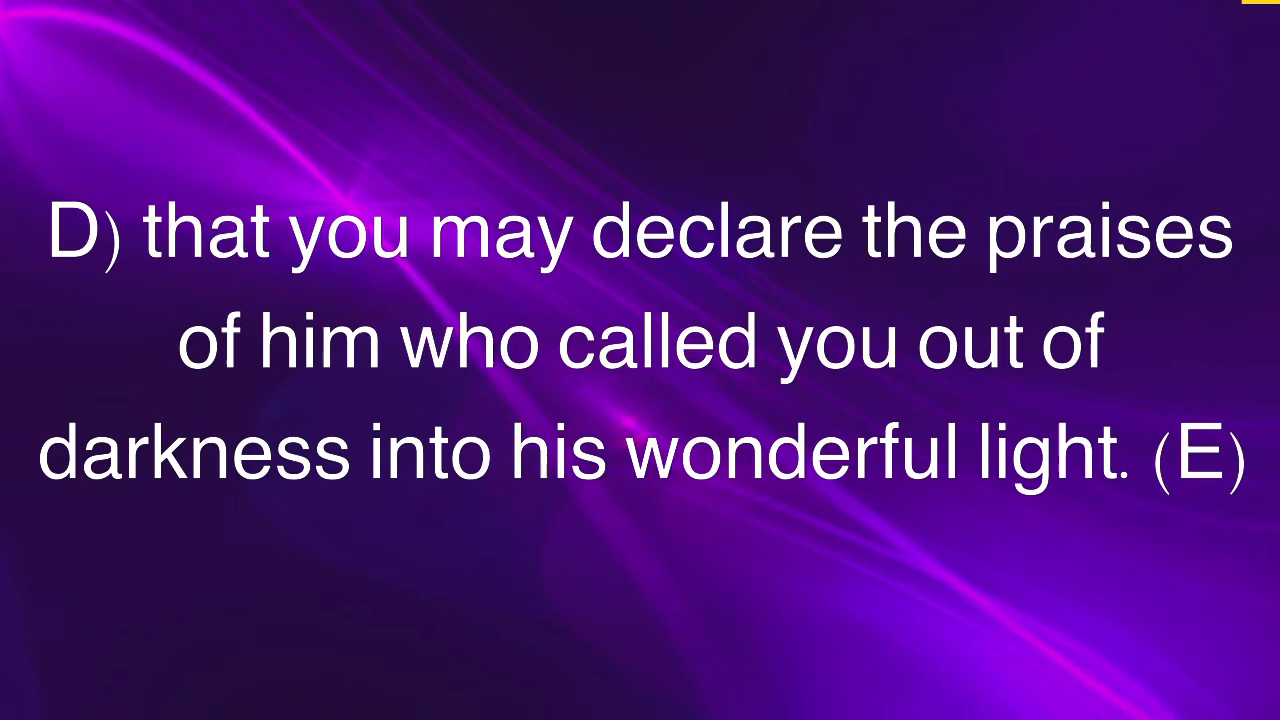 D) that you may declare the praises
of him who called you out of
darkness into his wonderful light. (E)